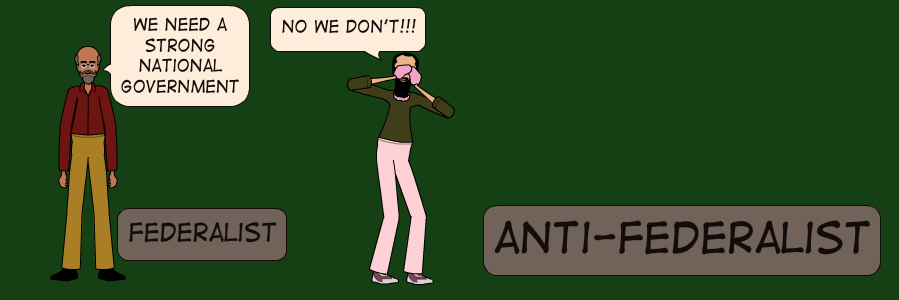 WE NEED A
STRONG
NATIONAL
GOVERNMENT
NO WE DON'T!!!
FEDERALIST
ANTI-FEDERALIST